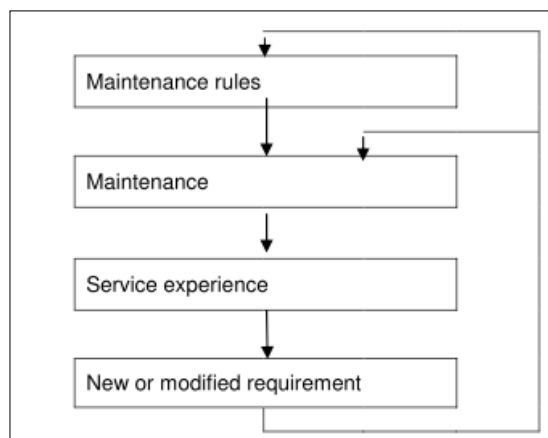 Maintenance rules
Maintenance
Service experience
New or modified requirement